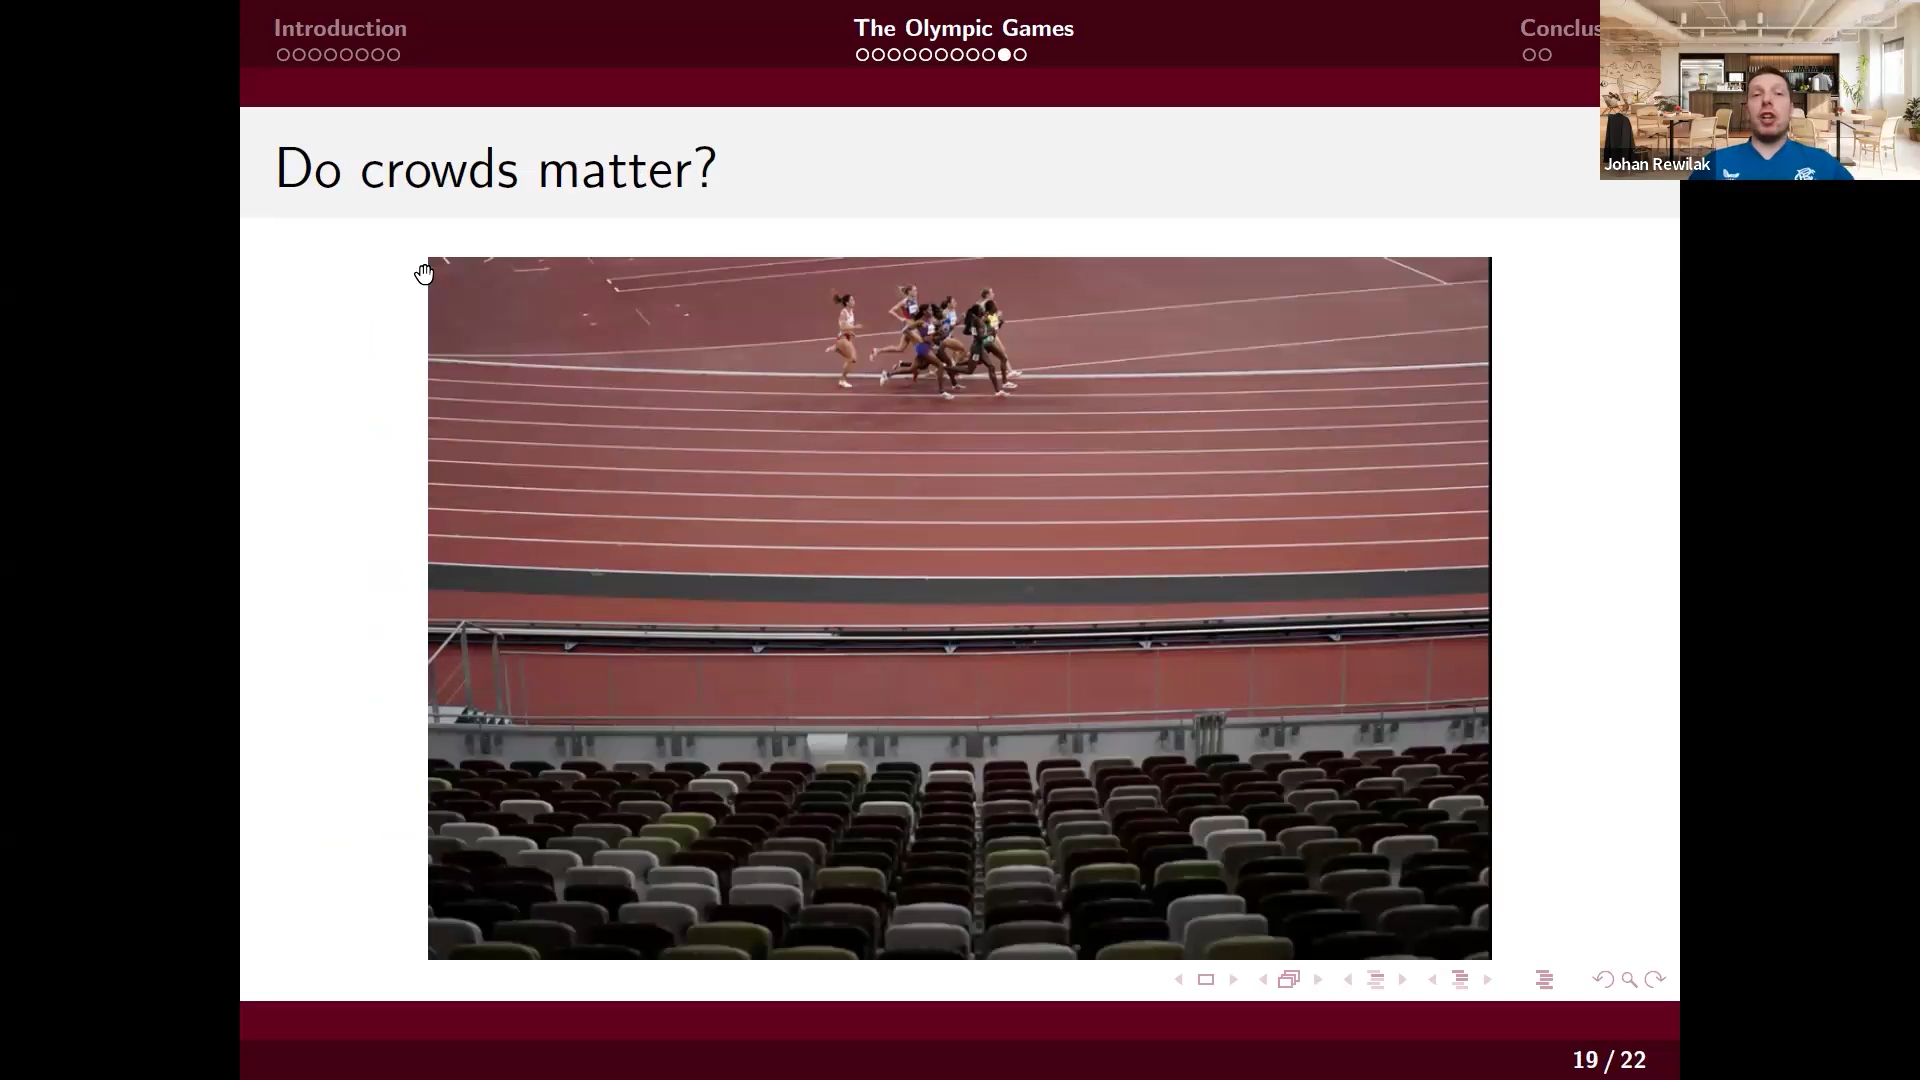 Introduction
The Olympic Games
Conclus
Johan Rewilak
Do crowds matter?
19 / 22